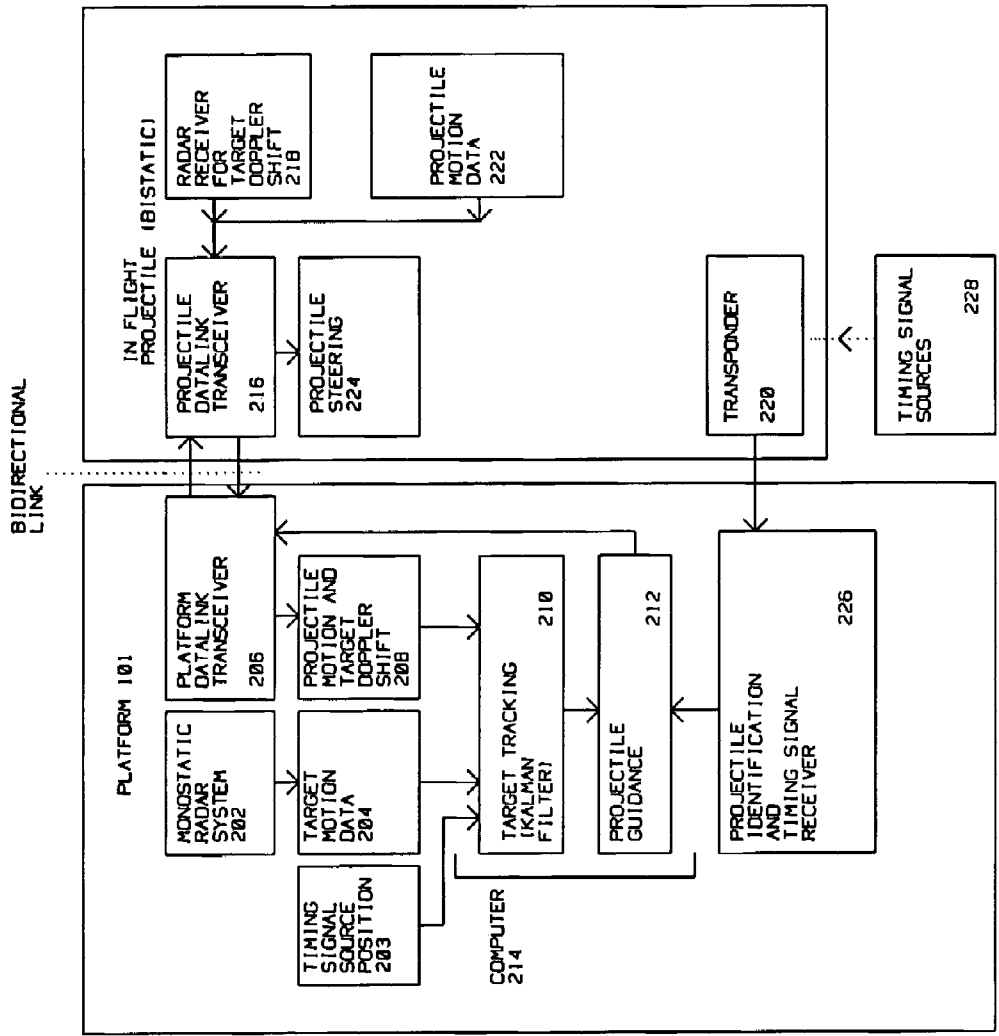 BIDIRECTIONAL
LINK
PLATFORM 101
MONOSTATIC
RADAR
SYSTEM
202
PLATFORM
DATALINK
TRANSCEIVER
206
TIMING
SIGNAL
SOURCE
POSITION
203
TARGET
MOTION
DATA
204
PROJECTILE
MOTION AND
TARGET
DOPPLER
SHIFT
208
COMPUTER
214
TARGET TRACKING
(KALMAN
FILTER)
210
PROJECTILE
GUIDANCE
212
PROJECTILE
IDENTIFICATION
AND
TIMING SIGNAL
RECEIVER
226
IN FLIGHT
PROJECTILE (BISTATIC)
PROJECTILE
DATALINK
TRANSCEIVER
216
RADAR
RECEIVER
FOR
TARGET
DOPPLER
SHIFT
218
PROJECTILE
STEERING
224
PROJECTILE
MOTION
DATA
222
TRANSPONDER
220
TIMING SIGNAL
SOURCES
228